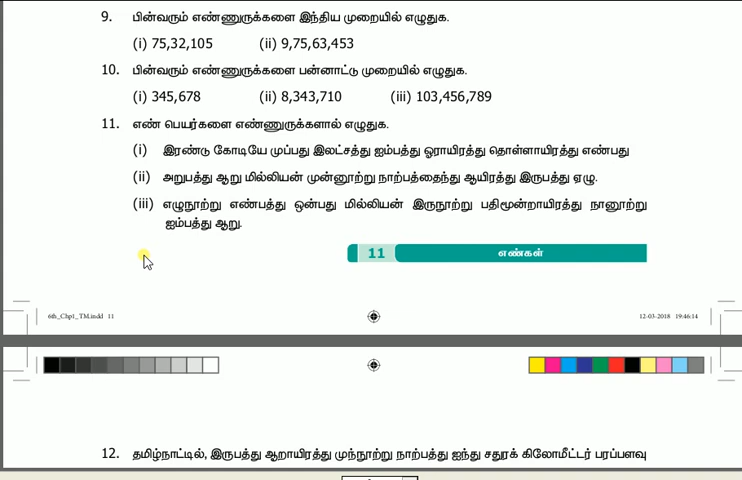 9. பின்வரும் எண்ணுருக்களை இந்திய முறையில் எழுதுக.
(i) 75,32,105 (ii) 9,75,63,453
10. பின்வரும் எண்ணுருக்களை பன்னாட்டு முறையில் எழுதுக.
(i) 345,678 (ii) 8,343,710 (iii) 103,456,789
11. எண் பெயர்களை எண்ணுருக்களால் எழுதுக.
(i) இரண்டு கோடியே முப்பது இலட்சத்து ஐம்பத்து ஓராயிரத்து தொள்ளாயிரத்து எண்பது
(ii) அறுபத்து ஆறு மில்லியன் முன்னூற்று நாற்பத்தைந்து ஆயிரத்து இருபத்து ஏழு.
(iii) எழுநூற்று எண்பத்து ஒன்பது மில்லியன் இருநூற்று பதிமூன்றாயிரத்து நானூற்று
ஐம்பத்து ஆறு.
11 எண்கள்
6th_Chp1_TM.indd 11 12-03-2018 19:46:14
12. தமிழ்நாட்டில், இருபத்து ஆறாயிரத்து முந்நூற்று நாற்பத்து ஐந்து சதுரக் கிலோமீட்டர் பரப்பளவு